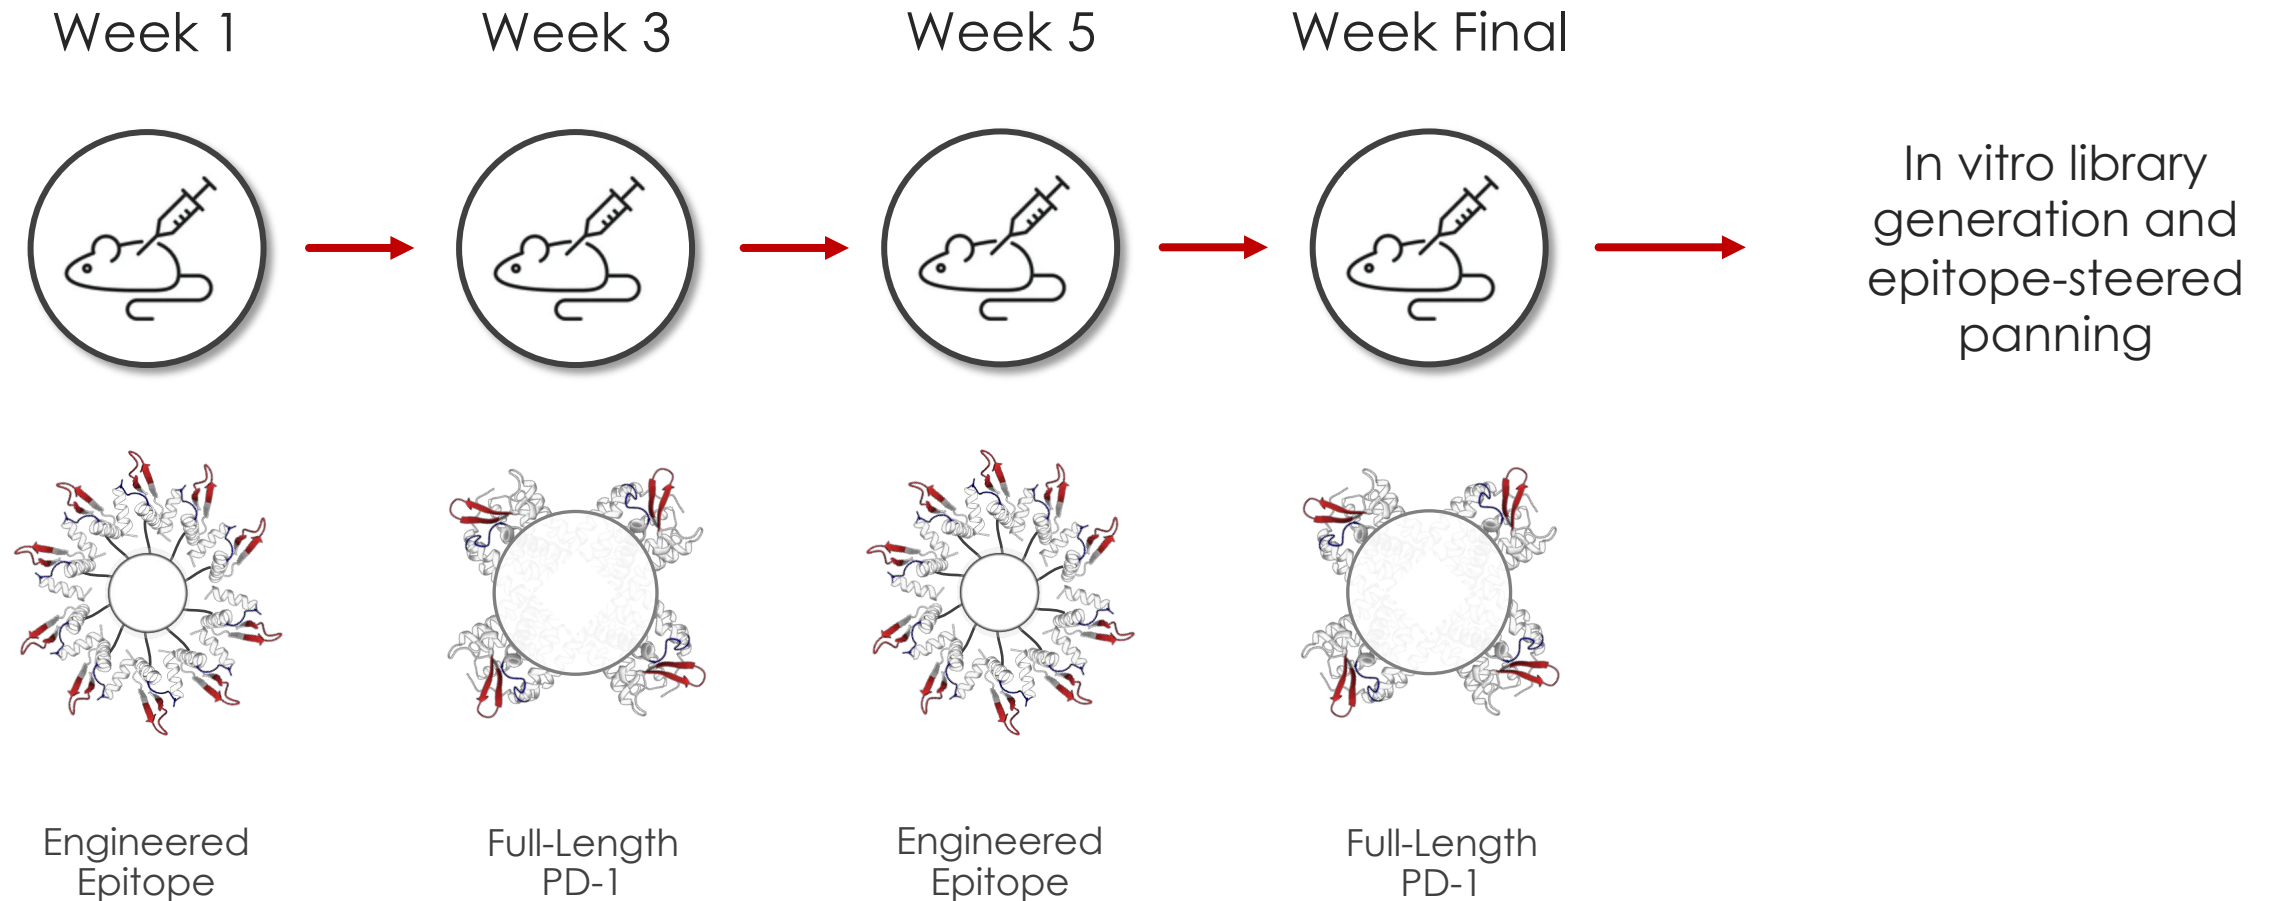 Week 1
Week 3
Week 5
Week Final
In vitro library
generation and
epitope-steered
panning
Engineered
Epitope
Full-Length
PD-1
Engineered
Epitope
Full-Length
PD-1